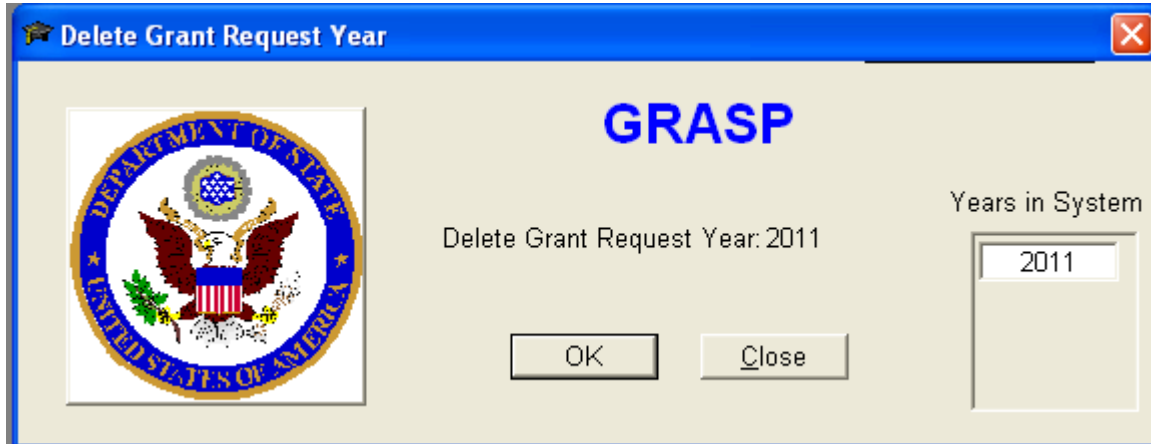 Delete Grant Request Year
DEPARTMENT OF STATE
UNITED STATES OF AMERICA
GRASP
Years in System
Delete Grant Request Year: 2011
2011
OK
Close